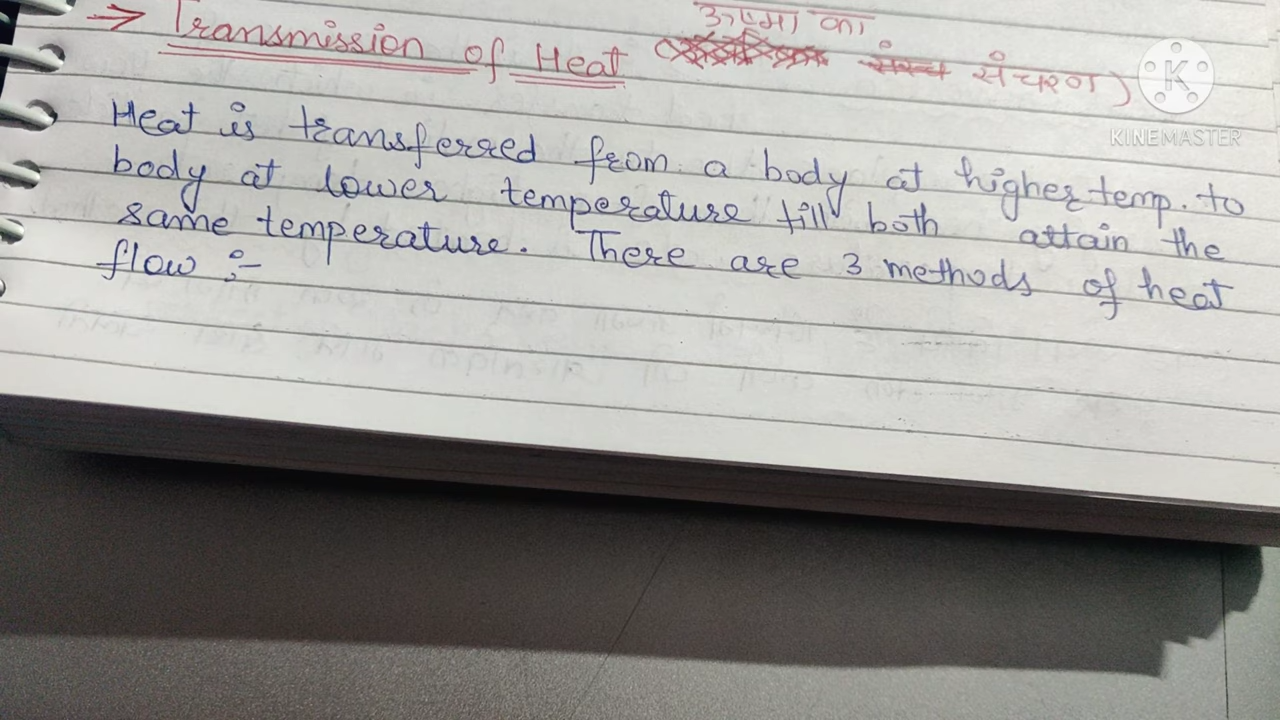 → Transmission of Heat (ऊष्मा का संचरण)
Heat is transferred from a body at higher temp. to
body at lower temperature till both attain the
same temperature. There are 3 methods of heat
flow :-
KINEMASTER